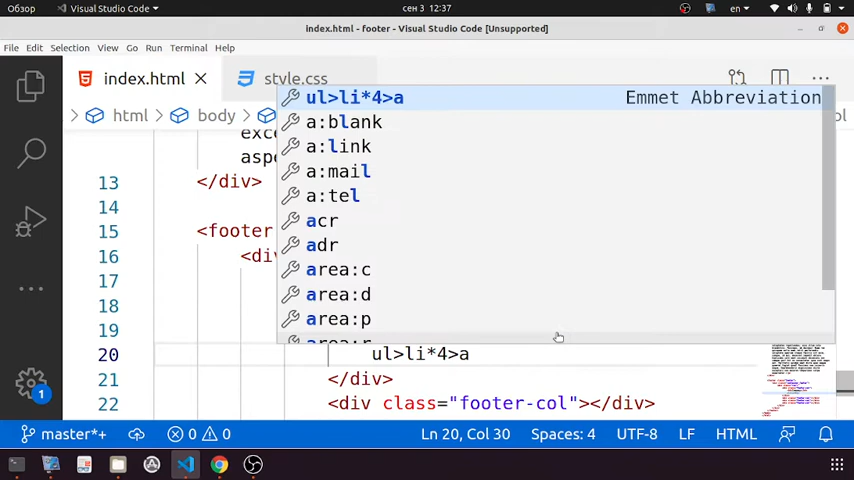 Обзор Visual Studio Code сен 3 12:37 en
index.html - footer - Visual Studio Code [Unsupported]
File Edit Selection View Go Run Terminal Help
index.html style.css
html body
ul>li*4>a Emmet Abbreviation
a:blank
a:link
a:mail
a:tel
acr
adr
area:c
area:d
area:p
exc
aspe
13 </div>
14
15 <footer
16 <di
17
18
19
20 ul>li*4>a
21 </div>
22 <div class="footer-col"></div>
1
master*+ 0 0 Ln 20, Col 30 Spaces: 4 UTF-8 LF HTML